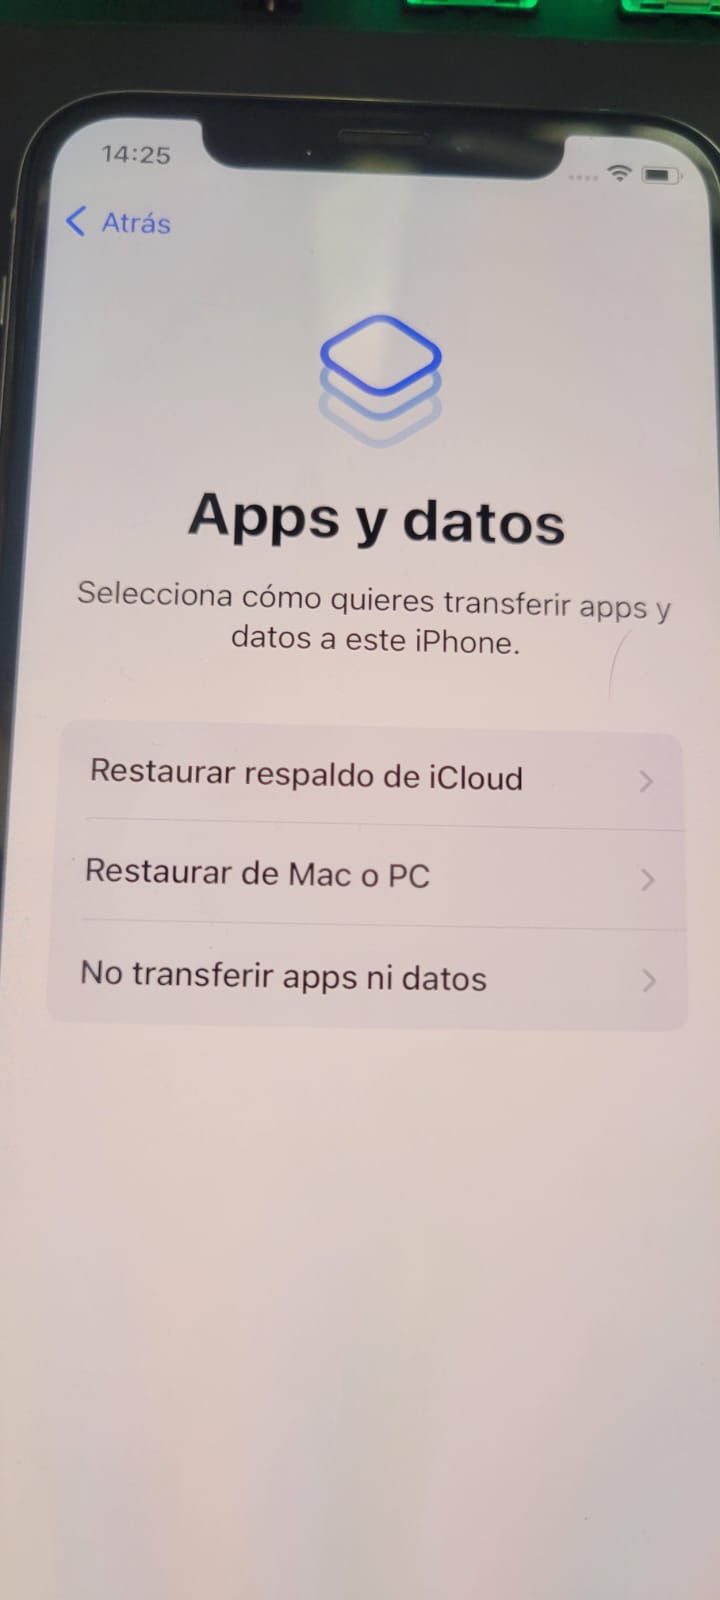 14:25
Atrás
Apps y datos
Selecciona cómo quieres transferir apps y
datos a este iPhone.
Restaurar respaldo de iCloud
Restaurar de Mac o PC
No transferir apps ni datos